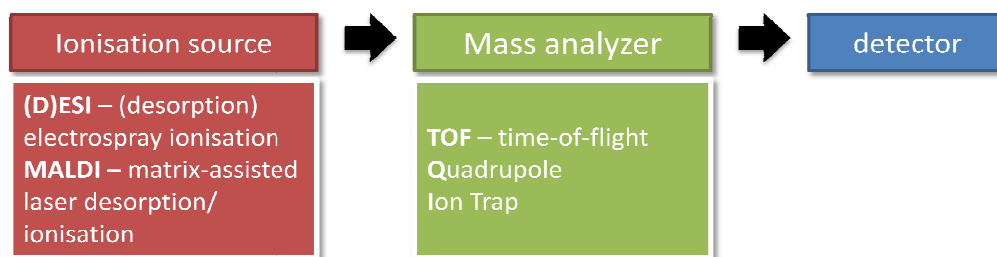 Ionisation source
Mass analyzer
detector
(D)ESI – (desorption)
electrospray ionisation
MALDI – matrix-assisted
laser desorption/
ionisation
TOF – time-of-flight
Quadrupole
Ion Trap